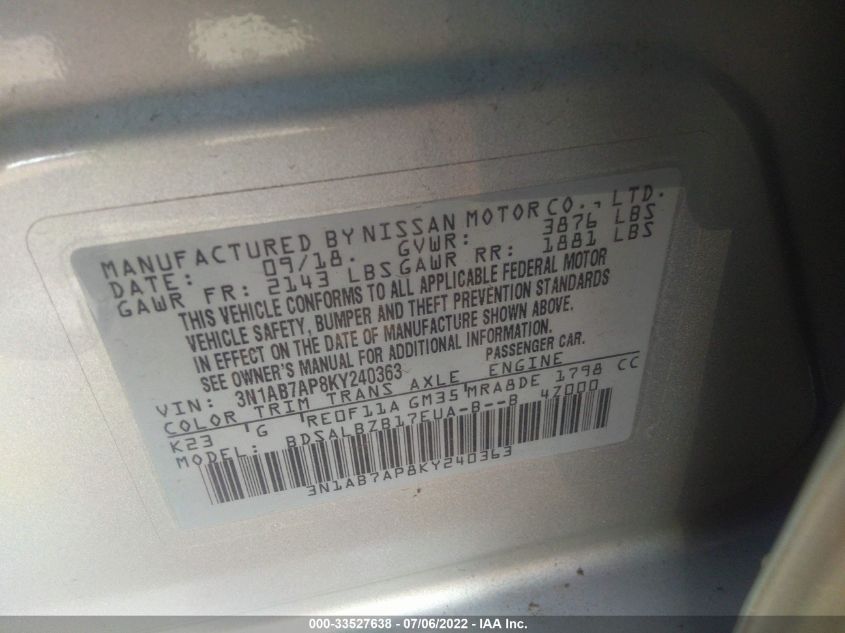 MANUFACTURED BY NISSAN MOTOR CO., LTD.
DATE: 09/18. GVWR: 3876 LBS
GAWR FR: 2143 LBS GAWR RR: 1881 LBS
THIS VEHICLE CONFORMS TO ALL APPLICABLE FEDERAL MOTOR
VEHICLE SAFETY, BUMPER AND THEFT PREVENTION STANDARDS
IN EFFECT ON THE DATE OF MANUFACTURE SHOWN ABOVE.
SEE OWNER'S MANUAL FOR ADDITIONAL INFORMATION.
VIN: 3N1AB7AP8KY240363 PASSENGER CAR.
COLOR TRIM TRANS AXLE ENGINE
K23 G RE0F11A GM35 MRA8DE 1798 CC
MODEL: BDSALBZB17EUA-B--B 4Z000
3N1AB7AP8KY240363
000-33527638 - 07/06/2022 - IAA Inc.